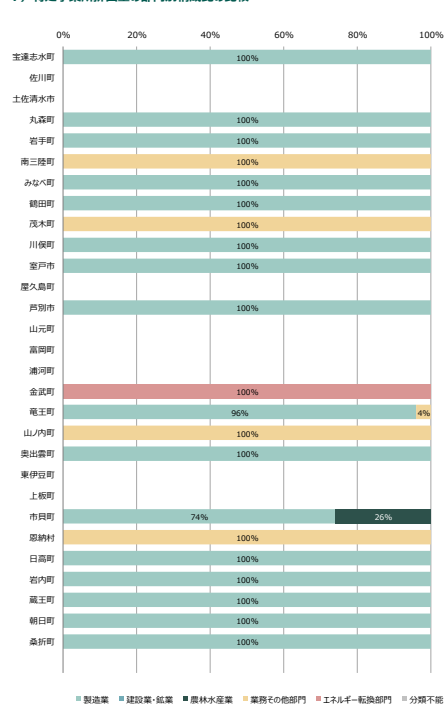 0% 20% 40% 60% 80% 100%
宝達志水町 100%
佐川町
土佐清水市
丸森町 100%
岩手町 100%
南三陸町 100%
みなべ町 100%
鶴田町 100%
茂木町 100%
川俣町 100%
室戸市 100%
屋久島町
芦別市 100%
山元町
富岡町
浦河町
金武町 100%
竜王町 96% 4%
山ノ内町 100%
奥出雲町 100%
東伊豆町
上板町
市貝町 74% 26%
恩納村 100%
日高町 100%
岩内町 100%
蔵王町 100%
朝日町 100%
桑折町 100%
製造業 建設業・鉱業 農林水産業 業務その他部門 エネルギー転換部門 分類不能